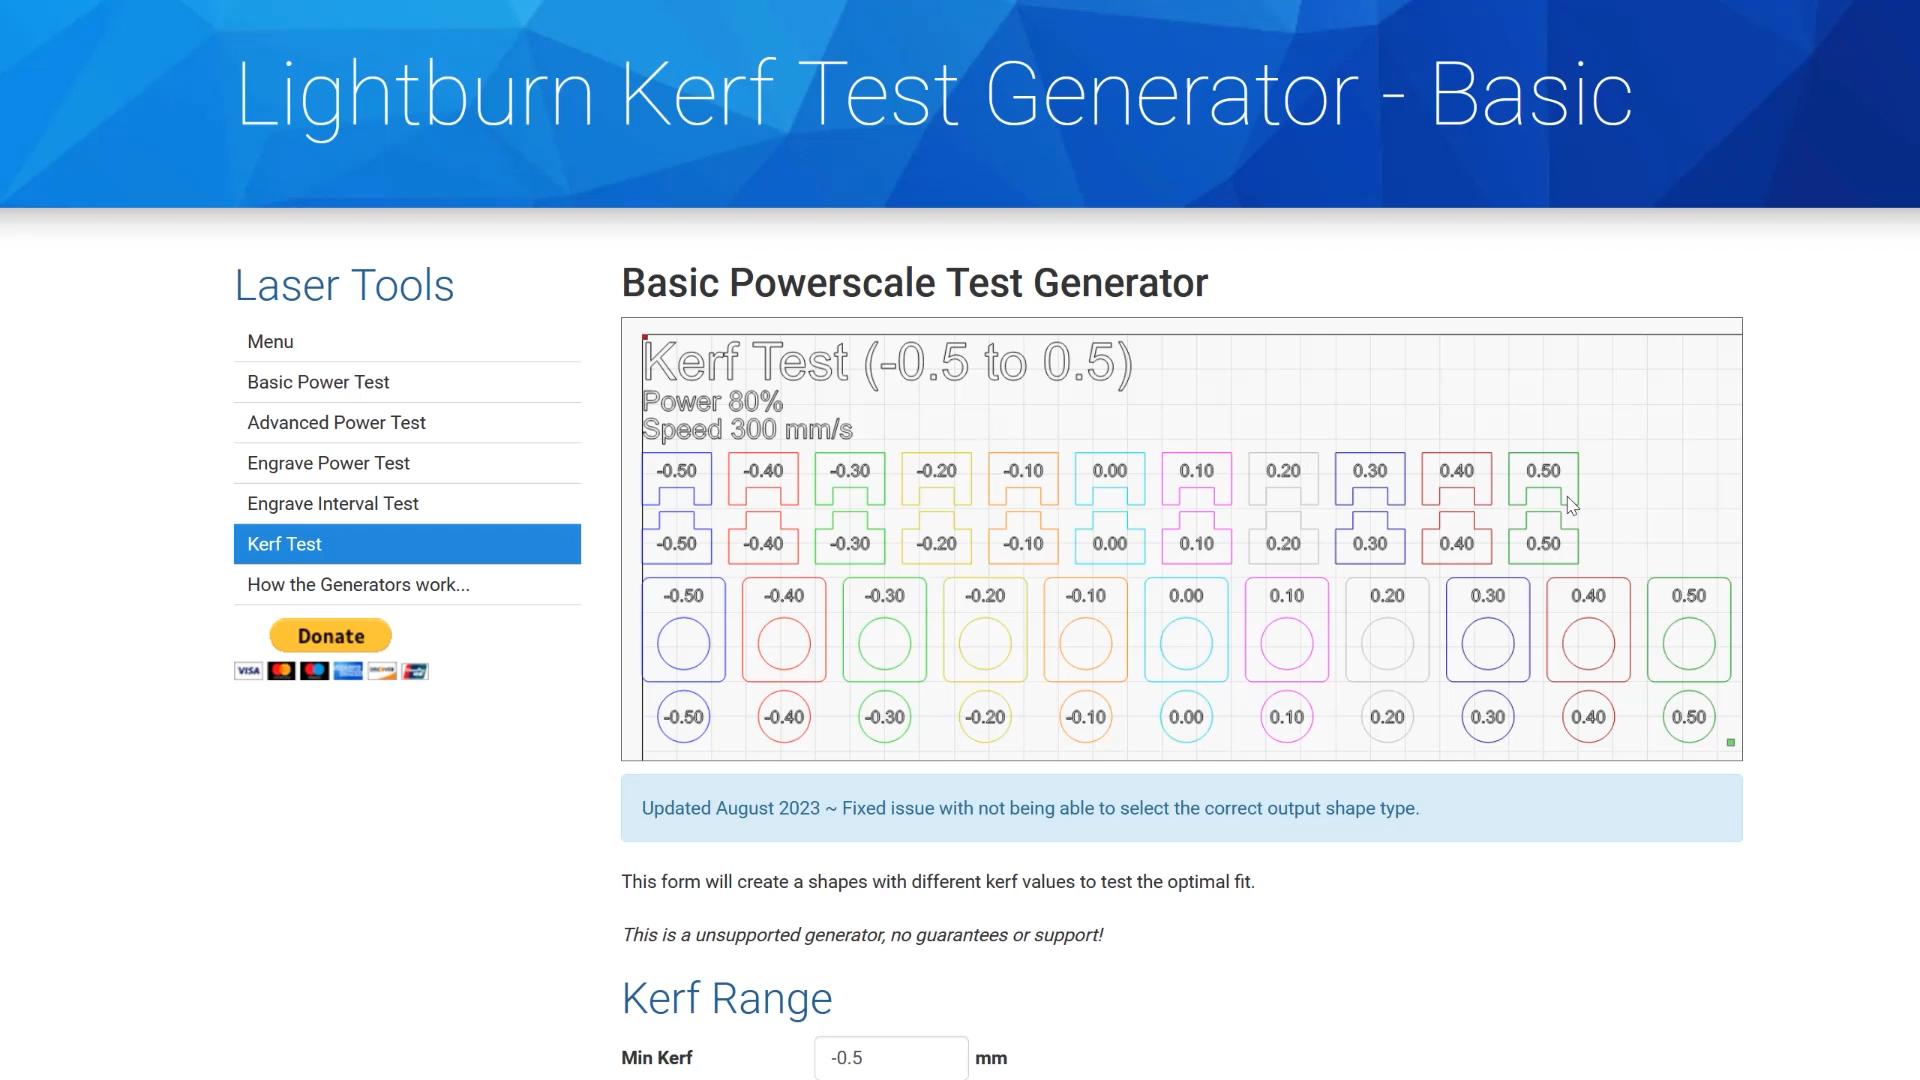 Lightburn Kerf Test Generator - Basic
Laser Tools
Menu
Basic Power Test
Advanced Power Test
Engrave Power Test
Engrave Interval Test
Kerf Test
How the Generators work...
Donate
VISA
DISCOVER
Basic Powerscale Test Generator
Kerf Test (-0.5 to 0.5)
Power 80%
Speed 300 mm/s
-0.50 -0.40 -0.30 -0.20 -0.10 0.00 0.10 0.20 0.30 0.40 0.50
-0.50 -0.40 -0.30 -0.20 -0.10 0.00 0.10 0.20 0.30 0.40 0.50
-0.50 -0.40 -0.30 -0.20 -0.10 0.00 0.10 0.20 0.30 0.40 0.50
-0.50 -0.40 -0.30 -0.20 -0.10 0.00 0.10 0.20 0.30 0.40 0.50
Updated August 2023 ~ Fixed issue with not being able to select the correct output shape type.
This form will create a shapes with different kerf values to test the optimal fit.
This is a unsupported generator, no guarantees or support!
Kerf Range
Min Kerf -0.5 mm